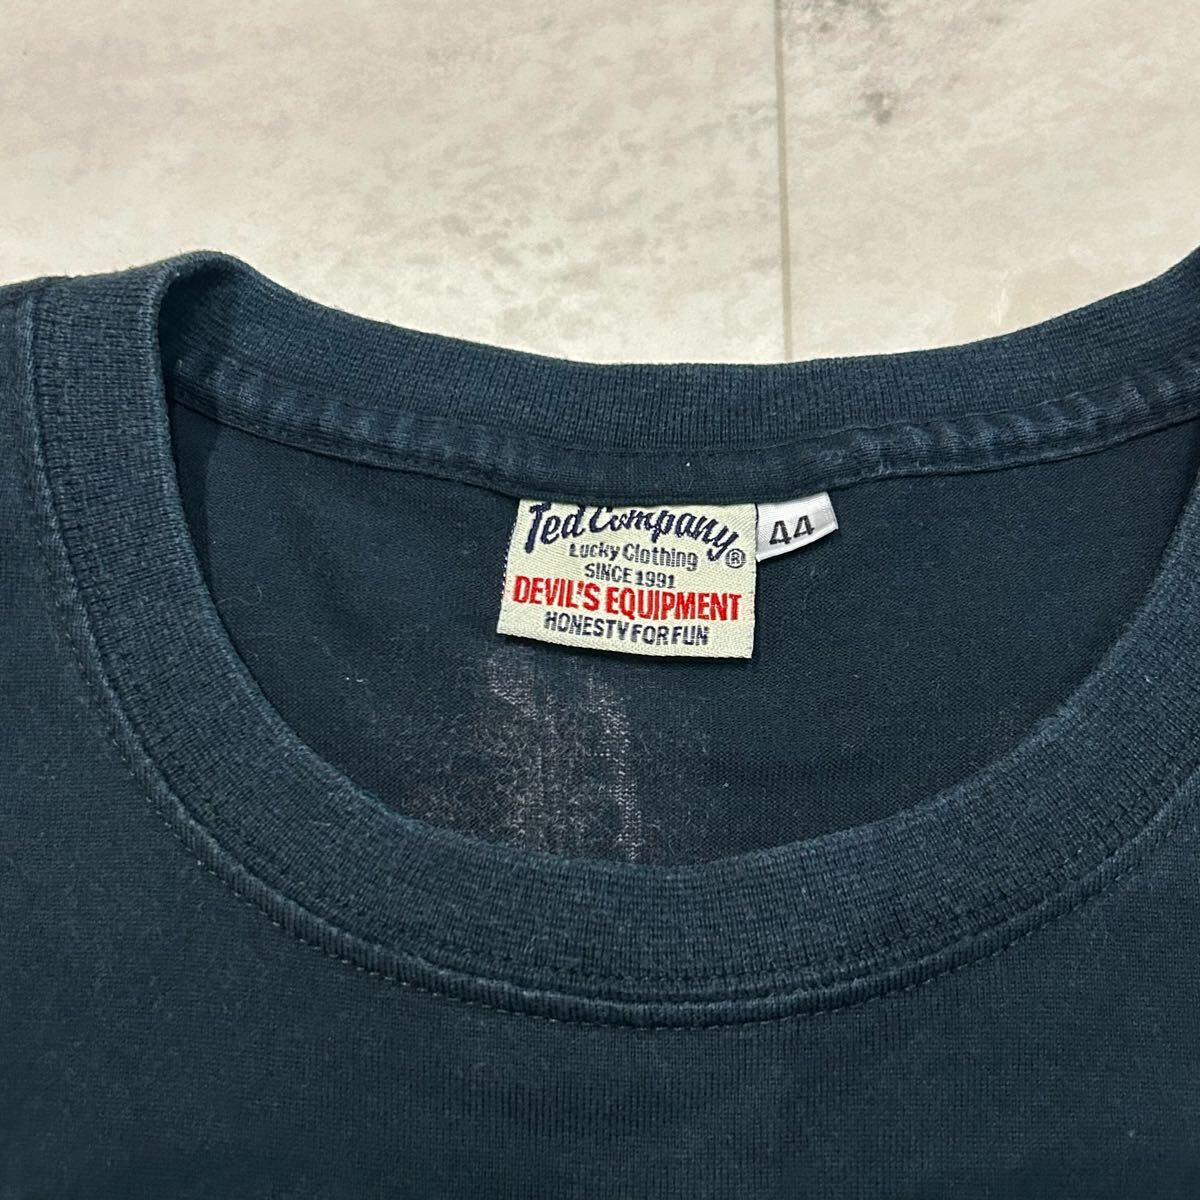 Ted Company®
Lucky Clothing
SINCE 1991
DEVIL'S EQUIPMENT
HONESTY FOR FUN
44